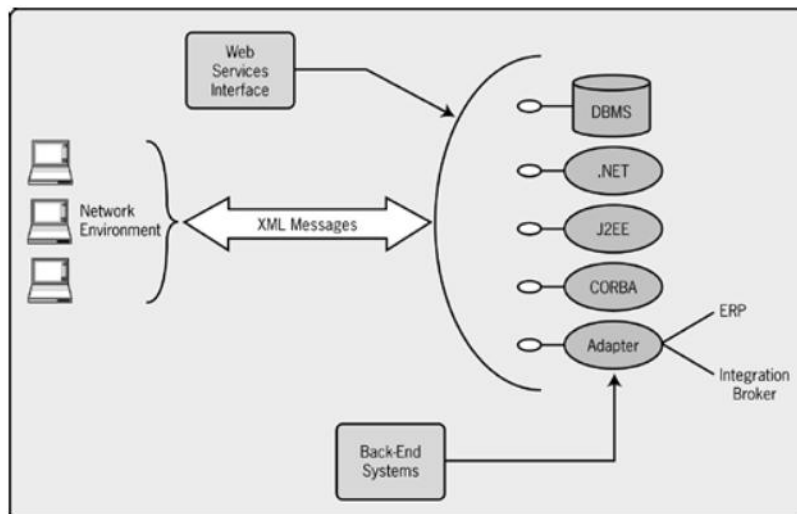 Web
Services
Interface
DBMS
.NET
Network
Environment
XML Messages
J2EE
CORBA
Adapter
ERP
Integration
Broker
Back-End
Systems